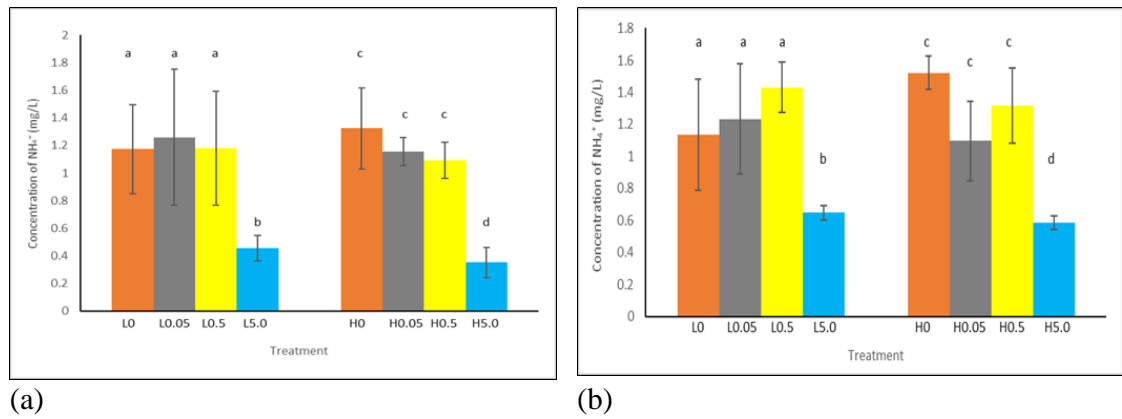 2
1.8
1.6
1.4
1.2
1
0.8
0.6
0.4
0.2
0
Concentration of NH₄⁺ (mg/L)
a a a c
c c
b d
L0 L0.05 L0.5 L5.0 H0 H0.05 H0.5 H5.0
Treatment
(a)
1.8
1.6
1.4
1.2
1
0.8
0.6
0.4
0.2
0
Concentration of NH₄⁺ (mg/L)
a a a c c
c
b d
L0 L0.05 L0.5 L5.0 H0 H0.05 H0.5 H5.0
Treatment
(b)